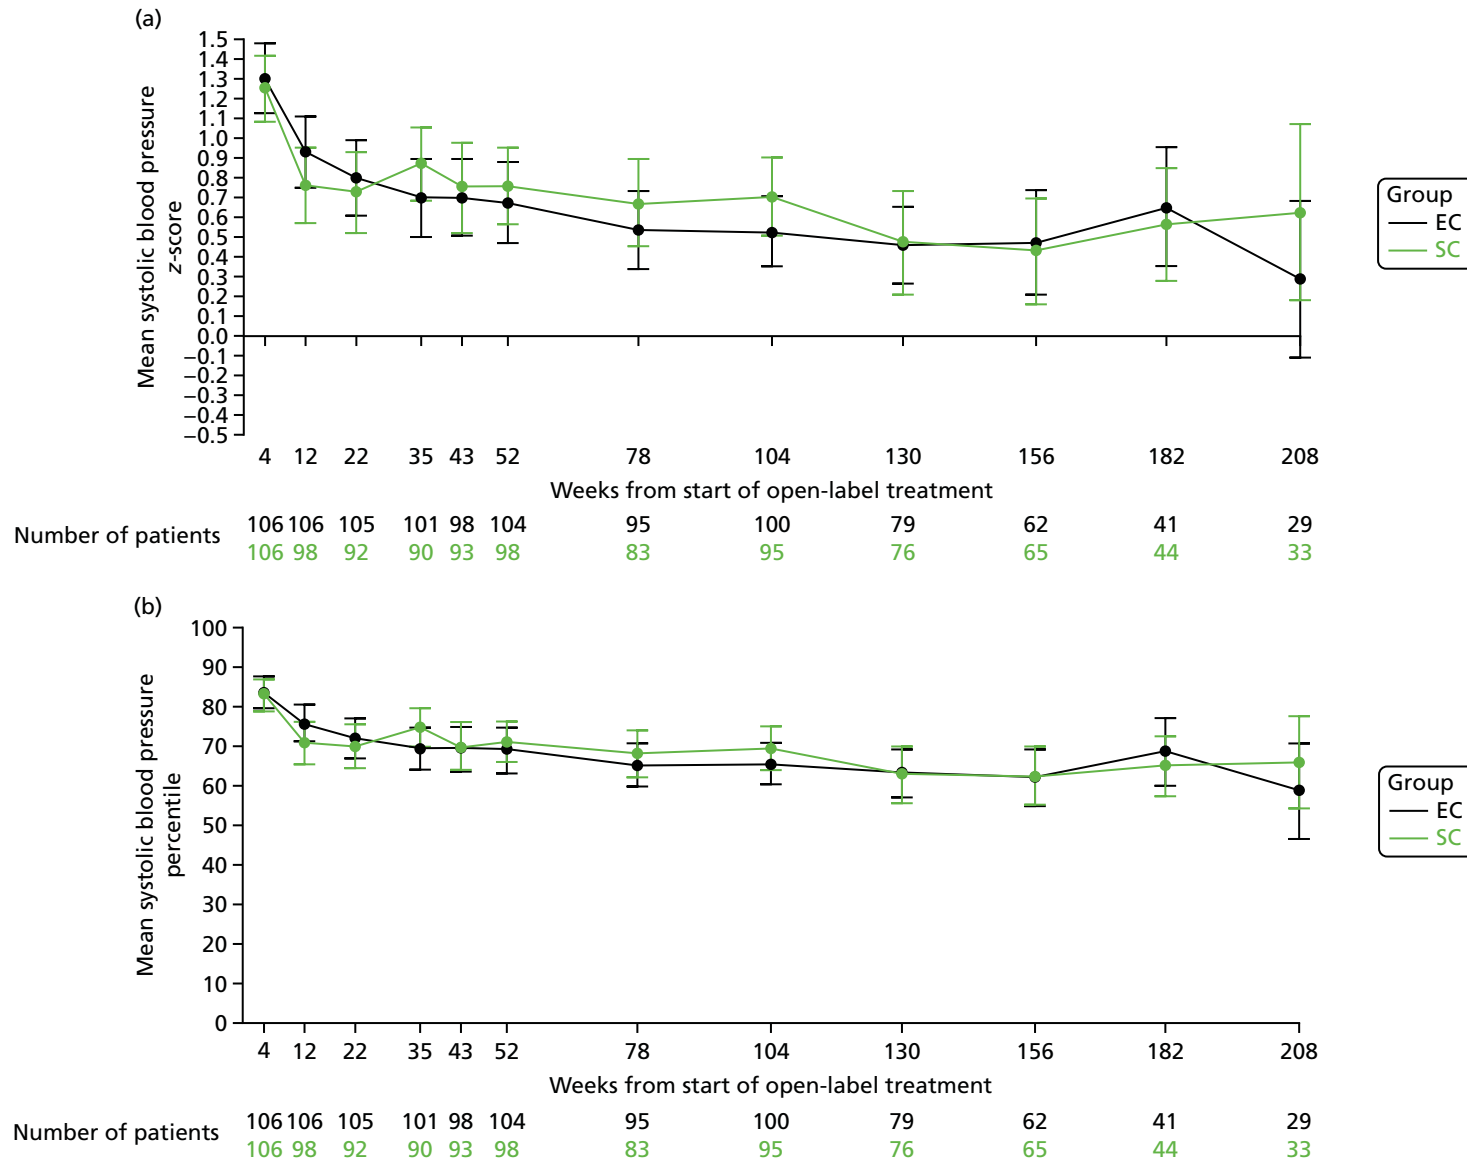 (a)
Mean systolic blood pressure
z-score
1.5
1.4
1.3
1.2
1.1
1.0
0.9
0.8
0.7
0.6
0.5
0.4
0.3
0.2
0.1
0.0
−0.1
−0.2
−0.3
−0.4
−0.5
4 12 22 35 43 52 78 104 130 156 182 208
Weeks from start of open-label treatment
Group
EC
SC
Number of patients
106 106 105 101 98 104 95 100 79 62 41 29
106 98 92 90 93 98 83 95 76 65 44 33
(b)
Mean systolic blood pressure
percentile
100
90
80
70
60
50
40
30
20
10
0
4 12 22 35 43 52 78 104 130 156 182 208
Weeks from start of open-label treatment
Group
EC
SC
Number of patients
106 106 105 101 98 104 95 100 79 62 41 29
106 98 92 90 93 98 83 95 76 65 44 33